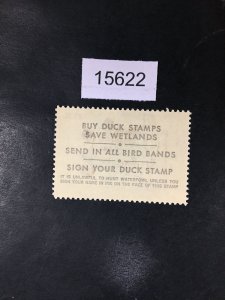 15622
BUY DUCK STAMPS
SAVE WETLANDS
SEND IN ALL BIRD BANDS
SIGN YOUR DUCK STAMP
IT IS UNLAWFUL TO HUNT WATERFOWL UNLESS YOU
SIGN YOUR NAME IN INK ON THE FACE OF THIS STAMP